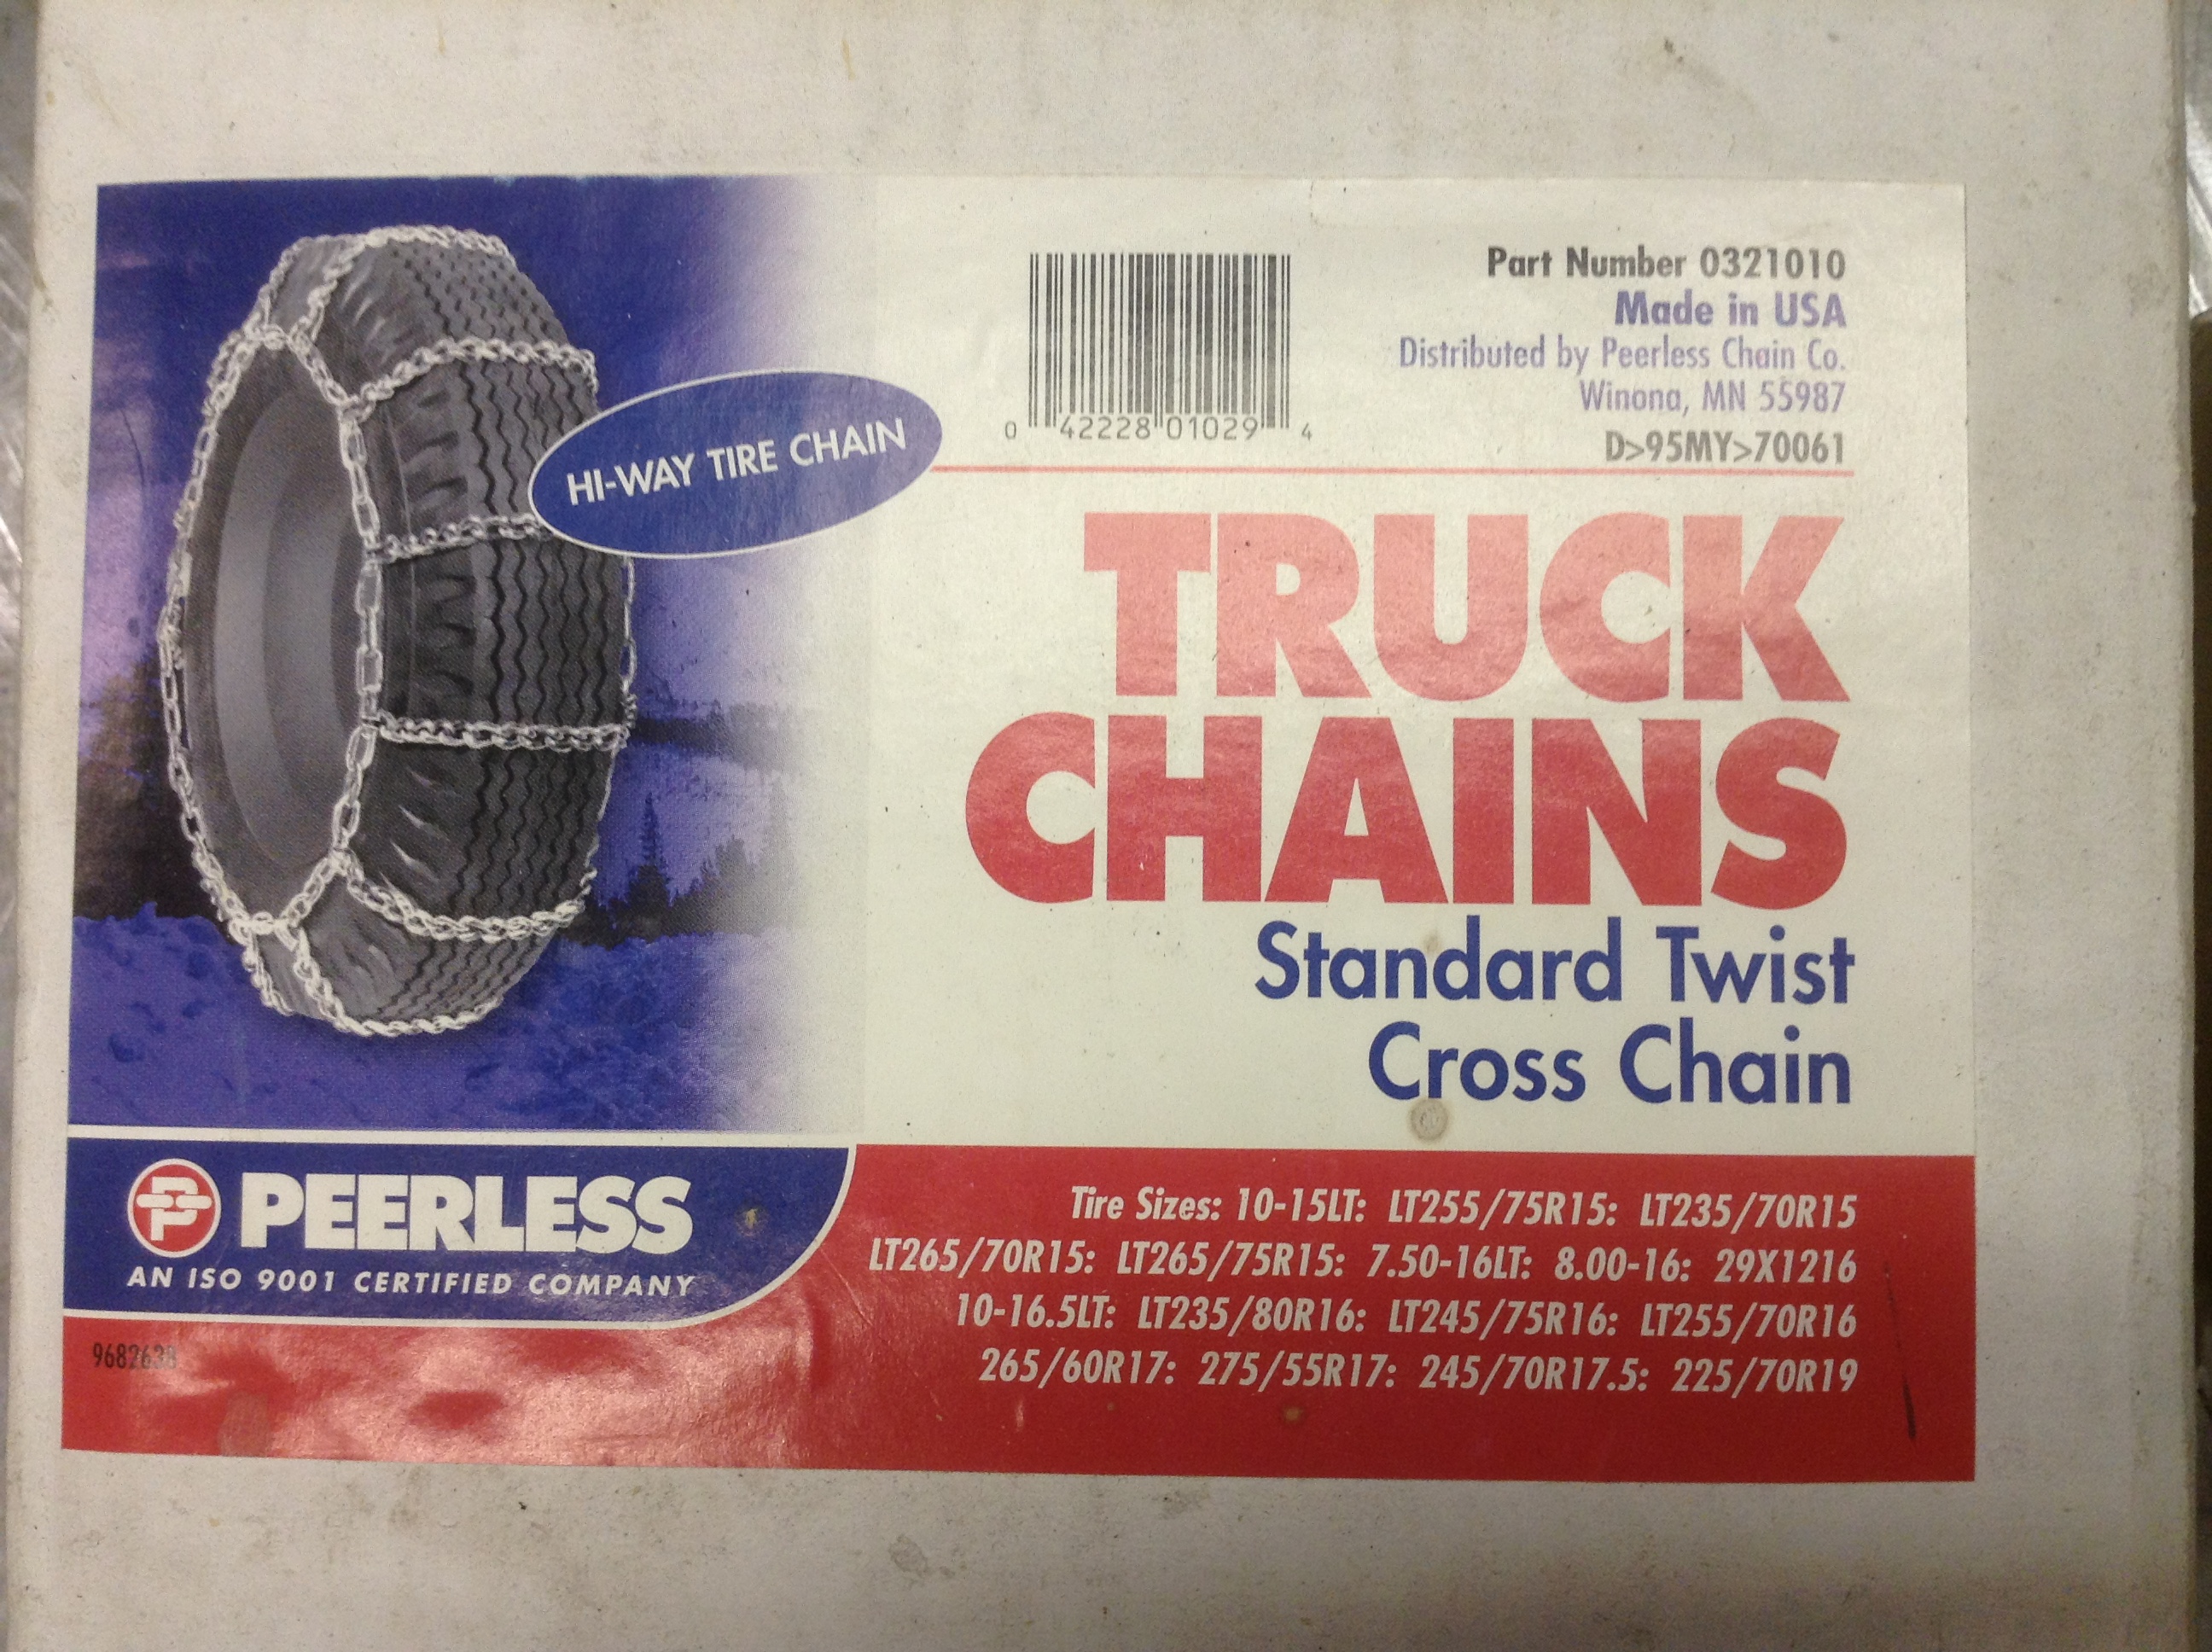 Part Number 0321010
Made in USA
Distributed by Peerless Chain Co.
Winona, MN 55987
D>95MY>70061
0 42228 01029 4
HI-WAY TIRE CHAIN
TRUCK
CHAINS
Standard Twist
Cross Chain
PEERLESS
AN ISO 9001 CERTIFIED COMPANY
9682638
Tire Sizes: 10-15LT: LT255/75R15: LT235/70R15
LT265/70R15: LT265/75R15: 7.50-16LT: 8.00-16: 29X1216
10-16.5LT: LT235/80R16: LT245/75R16: LT255/70R16
265/60R17: 275/55R17: 245/70R17.5: 225/70R19